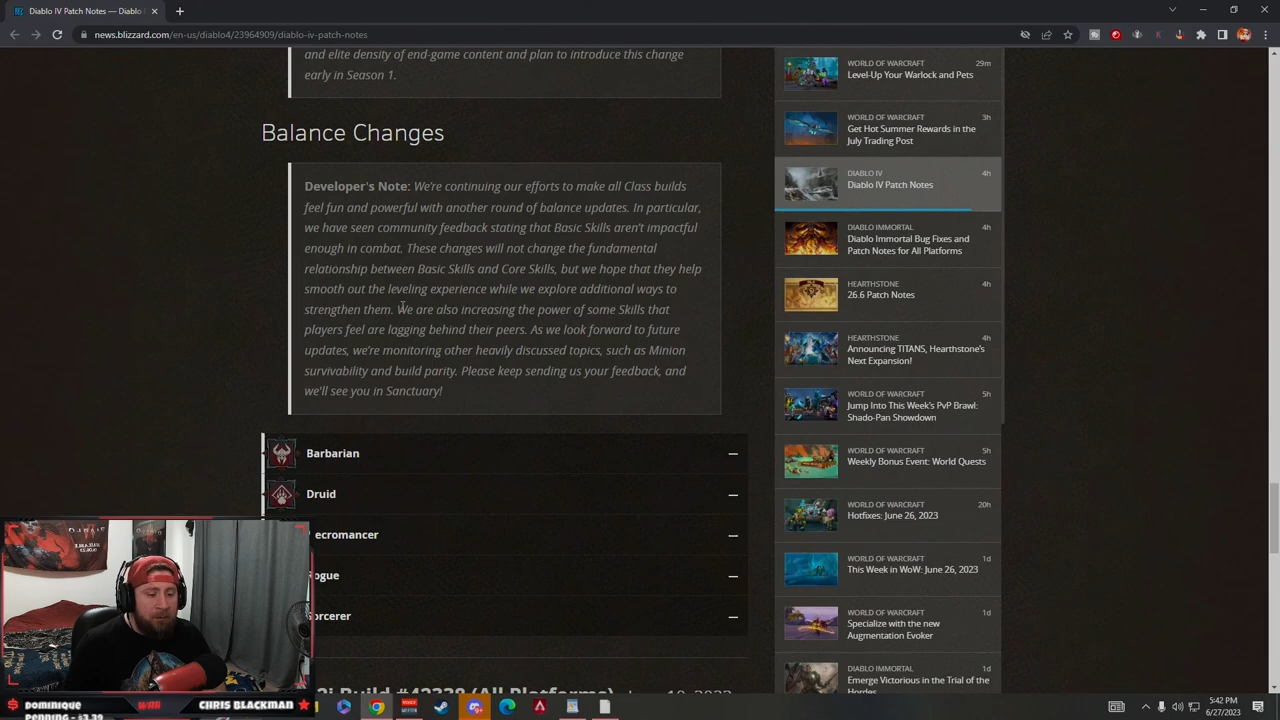 Diablo IV Patch Notes — Diablo
news.blizzard.com/en-us/diablo4/23964909/diablo-iv-patch-notes
and elite density of end-game content and plan to introduce this change
early in Season 1.
Balance Changes
Developer's Note: We're continuing our efforts to make all Class builds
feel fun and powerful with another round of balance updates. In particular,
we have seen community feedback stating that Basic Skills aren't impactful
enough in combat. These changes will not change the fundamental
relationship between Basic Skills and Core Skills, but we hope that they help
smooth out the leveling experience while we explore additional ways to
strengthen them. We are also increasing the power of some Skills that
players feel are lagging behind their peers. As we look forward to future
updates, we're monitoring other heavily discussed topics, such as Minion
survivability and build parity. Please keep sending us your feedback, and
we'll see you in Sanctuary!
Barbarian
Druid
ecromancer
ogue
orcerer
(All Platforms)
WORLD OF WARCRAFT 29m
Level-Up Your Warlock and Pets
WORLD OF WARCRAFT 3h
Get Hot Summer Rewards in the
July Trading Post
DIABLO IV 4h
Diablo IV Patch Notes
DIABLO IMMORTAL 4h
Diablo Immortal Bug Fixes and
Patch Notes for All Platforms
HEARTHSTONE 4h
26.6 Patch Notes
HEARTHSTONE 4h
Announcing TITANS, Hearthstone's
Next Expansion!
WORLD OF WARCRAFT 5h
Jump Into This Week's PvP Brawl:
Shado-Pan Showdown
WORLD OF WARCRAFT 5h
Weekly Bonus Event: World Quests
WORLD OF WARCRAFT 20h
Hotfixes: June 26, 2023
WORLD OF WARCRAFT 1d
This Week in WoW: June 26, 2023
WORLD OF WARCRAFT 1d
Specialize with the new
Augmentation Evoker
DIABLO IMMORTAL 1d
Emerge Victorious in the Trial of the
Hordes
DOMINIQUE
CHRIS BLACKMAN
5:42 PM
6/27/2023